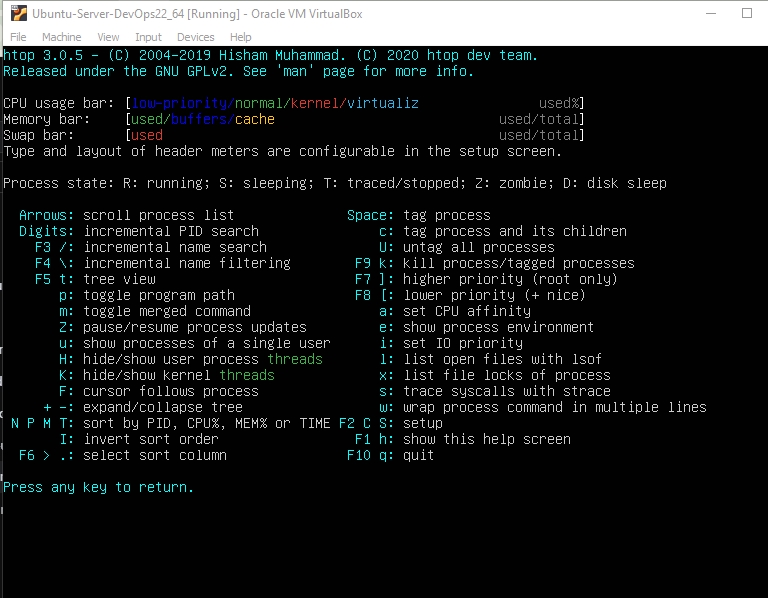 Ubuntu-Server-DevOps22_64 [Running] - Oracle VM VirtualBox
File Machine View Input Devices Help
htop 3.0.5 - (C) 2004-2019 Hisham Muhammad. (C) 2020 htop dev team.
Released under the GNU GPLv2. See 'man' page for more info.
CPU usage bar: [low-priority/normal/kernel/virtualiz used%]
Memory bar: [used/buffers/cache used/total]
Swap bar: [used used/total]
Type and layout of header meters are configurable in the setup screen.
Process state: R: running; S: sleeping; T: traced/stopped; Z: zombie; D: disk sleep
Arrows: scroll process list Space: tag process
Digits: incremental PID search c: tag process and its children
F3 /: incremental name search U: untag all processes
F4 \: incremental name filtering F9 k: kill process/tagged processes
F5 t: tree view F7 ]: higher priority (root only)
p: toggle program path F8 [: lower priority (+ nice)
m: toggle merged command a: set CPU affinity
Z: pause/resume process updates e: show process environment
u: show processes of a single user i: set IO priority
H: hide/show user process threads l: list open files with lsof
K: hide/show kernel threads x: list file locks of process
F: cursor follows process s: trace syscalls with strace
+ -: expand/collapse tree w: wrap process command in multiple lines
N P M T: sort by PID, CPU%, MEM% or TIME F2 C S: setup
I: invert sort order F1 h: show this help screen
F6 > .: select sort column F10 q: quit
Press any key to return.